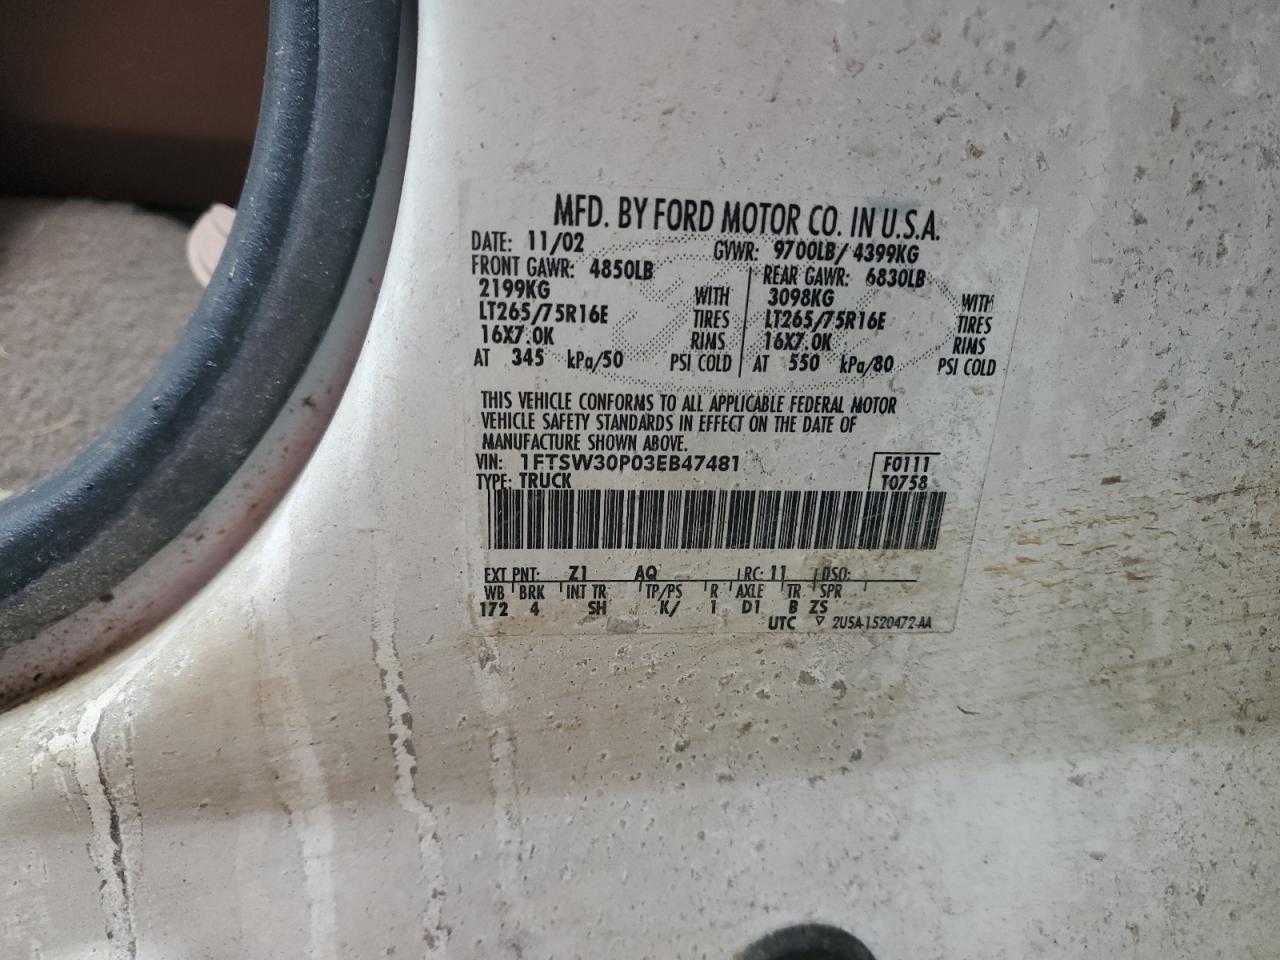 MFD. BY FORD MOTOR CO. IN U.S.A.
DATE: 11/02 GVWR: 9700LB/ 4399KG
FRONT GAWR: 4850LB REAR GAWR: 6830LB
2199KG WITH 3098KG WITH
LT265/75R16E TIRES LT265/75R16E TIRES
16X7.0K RIMS 16X7.0K RIMS
AT 345 kPa/50 PSI COLD AT 550 kPa/80 PSI COLD
THIS VEHICLE CONFORMS TO ALL APPLICABLE FEDERAL MOTOR
VEHICLE SAFETY STANDARDS IN EFFECT ON THE DATE OF
MANUFACTURE SHOWN ABOVE.
VIN: 1FTSW30P03EB47481 F0111
TYPE: TRUCK T0758
EXT PNT: Z1 AQ RC: 11 DSO:
WB BRK INT TR TP/PS R AXLE TR SPR
172 4 SH K/ 1 D1 B ZS
UTC ▽ 2U5A-1520472-AA